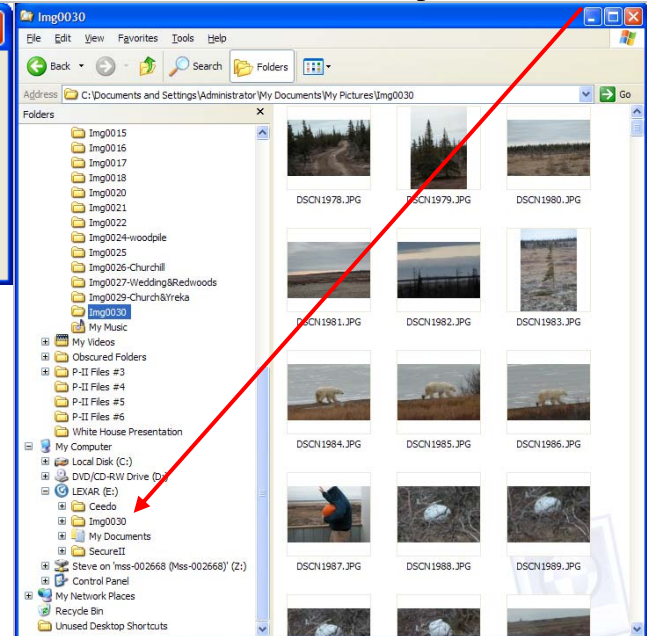 Img0030
File Edit View Favorites Tools Help
Back Search Folders
Address C:\Documents and Settings\Administrator\My Documents\My Pictures\Img0030 Go
Folders
Img0015
Img0016
Img0017
Img0018
Img0020
Img0021
Img0022
Img0024-woodpile
Img0025
Img0026-Churchill
Img0027-Wedding&Redwoods
Img0029-Church&Yreka
Img0030
My Music
My Videos
Obscured Folders
P-II Files #3
P-II Files #4
P-II Files #5
P-II Files #6
White House Presentation
My Computer
Local Disk (C:)
DVD/CD-RW Drive (D:)
LEXAR (E:)
Ceedo
Img0030
My Documents
SecureII
Steve on 'mss-002668 (Mss-002668)' (Z:)
Control Panel
My Network Places
Recycle Bin
Unused Desktop Shortcuts
DSCN1978.JPG DSCN1979.JPG DSCN1980.JPG
DSCN1981.JPG DSCN1982.JPG DSCN1983.JPG
DSCN1984.JPG DSCN1985.JPG DSCN1986.JPG
DSCN1987.JPG DSCN1988.JPG DSCN1989.JPG